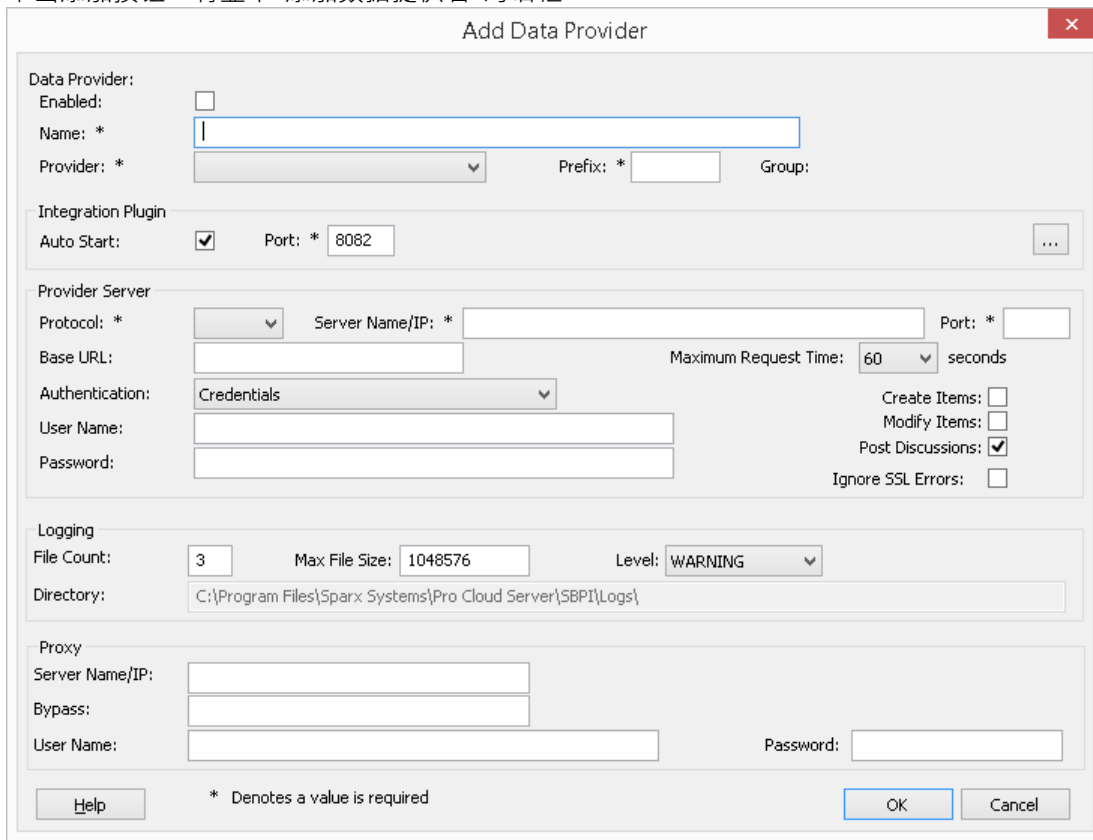 Add Data Provider
Data Provider:
Enabled:
Name: *
Provider: * Prefix: * Group:
Integration Plugin
Auto Start: Port: * 8082 ...
Provider Server
Protocol: * Server Name/IP: * Port: *
Base URL: Maximum Request Time: 60 seconds
Authentication: Credentials Create Items:
User Name: Modify Items:
Post Discussions:
Password:
Ignore SSL Errors:
Logging
File Count: 3 Max File Size: 1048576 Level: WARNING
Directory: C:\Program Files\Sparx Systems\Pro Cloud Server\SBPI\Logs\
Proxy
Server Name/IP:
Bypass:
User Name: Password:
Help * Denotes a value is required OK Cancel